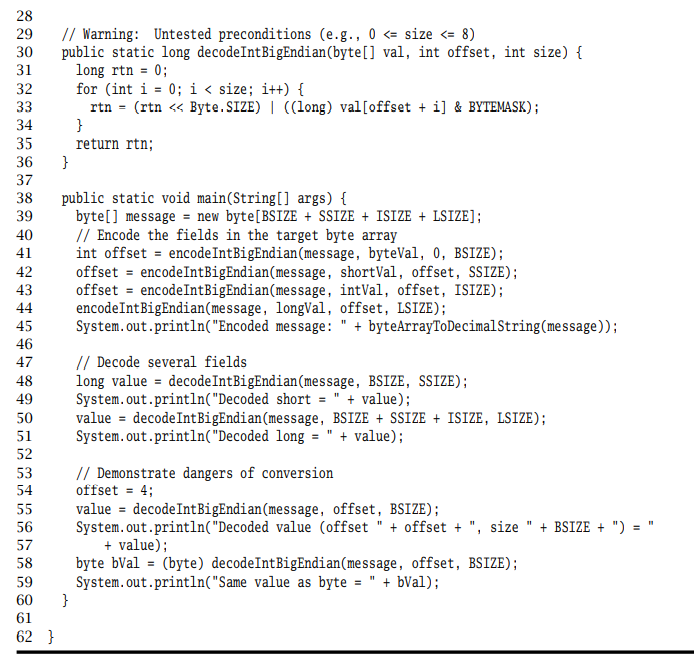 28
29 // Warning: Untested preconditions (e.g., 0 <= size <= 8)
30 public static long decodeIntBigEndian(byte[] val, int offset, int size) {
31 long rtn = 0;
32 for (int i = 0; i < size; i++) {
33 rtn = (rtn << Byte.SIZE) | ((long) val[offset + i] & BYTEMASK);
34 }
35 return rtn;
36 }
37
38 public static void main(String[] args) {
39 byte[] message = new byte[BSIZE + SSIZE + ISIZE + LSIZE];
40 // Encode the fields in the target byte array
41 int offset = encodeIntBigEndian(message, byteVal, 0, BSIZE);
42 offset = encodeIntBigEndian(message, shortVal, offset, SSIZE);
43 offset = encodeIntBigEndian(message, intVal, offset, ISIZE);
44 encodeIntBigEndian(message, longVal, offset, LSIZE);
45 System.out.println("Encoded message: " + byteArrayToDecimalString(message));
46
47 // Decode several fields
48 long value = decodeIntBigEndian(message, BSIZE, SSIZE);
49 System.out.println("Decoded short = " + value);
50 value = decodeIntBigEndian(message, BSIZE + SSIZE + ISIZE, LSIZE);
51 System.out.println("Decoded long = " + value);
52
53 // Demonstrate dangers of conversion
54 offset = 4;
55 value = decodeIntBigEndian(message, offset, BSIZE);
56 System.out.println("Decoded value (offset " + offset + ", size " + BSIZE + ") = "
57 + value);
58 byte bVal = (byte) decodeIntBigEndian(message, offset, BSIZE);
59 System.out.println("Same value as byte = " + bVal);
60 }
61
62 }